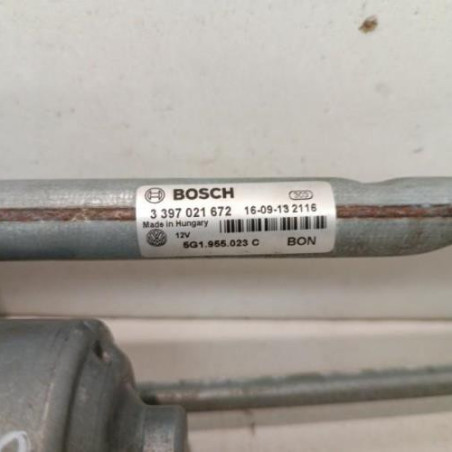 BOSCH
3 397 021 672 16-09-13 2116
Made in Hungary
12V
5G1.955.023 C BON